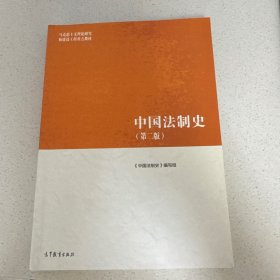 马克思主义理论研究
和建设工程重点教材
中国法制史
（第二版）
《中国法制史》编写组
高等教育出版社